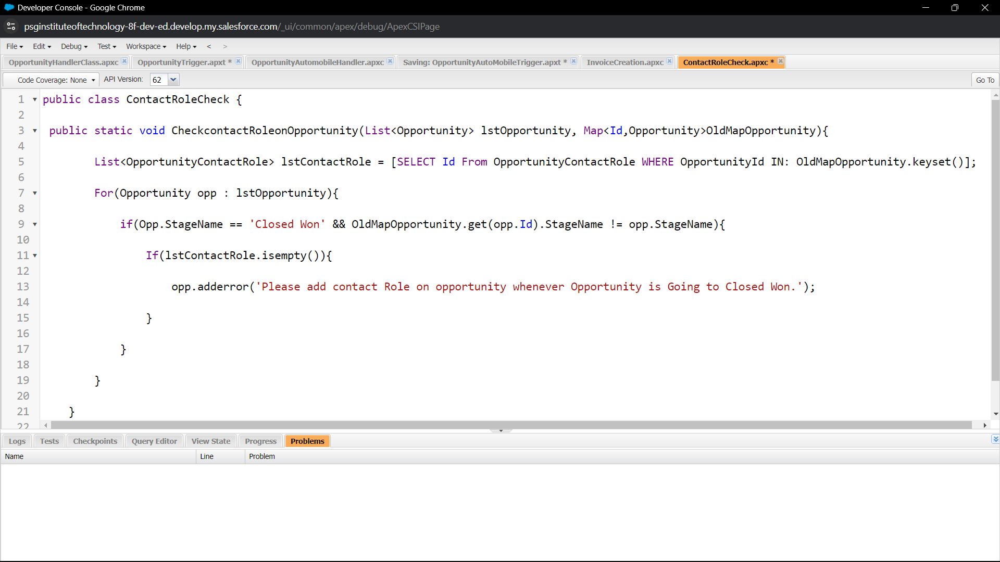 Developer Console - Google Chrome
psginstituteoftechnology-8f-dev-ed.develop.my.salesforce.com/_ui/common/apex/debug/ApexCSIPage
File Edit Debug Test Workspace Help < >
OpportunityHandlerClass.apxc OpportunityTrigger.apxt * OpportunityAutomobileHandler.apxc Saving: OpportunityAutoMobileTrigger.apxt * InvoiceCreation.apxc ContactRoleCheck.apxc *
Code Coverage: None API Version: 62 Go To
1 public class ContactRoleCheck {
2
3 public static void CheckcontactRoleonOpportunity(List<Opportunity> lstOpportunity, Map<Id,Opportunity>OldMapOpportunity){
4
5 List<OpportunityContactRole> lstContactRole = [SELECT Id From OpportunityContactRole WHERE OpportunityId IN: OldMapOpportunity.keyset()];
6
7 For(Opportunity opp : lstOpportunity){
8
9 if(Opp.StageName == 'Closed Won' && OldMapOpportunity.get(opp.Id).StageName != opp.StageName){
10
11 If(lstContactRole.isempty()){
12
13 opp.adderror('Please add contact Role on opportunity whenever Opportunity is Going to Closed Won.');
14
15 }
16
17 }
18
19 }
20
21 }
22
Logs Tests Checkpoints Query Editor View State Progress Problems
Name Line Problem